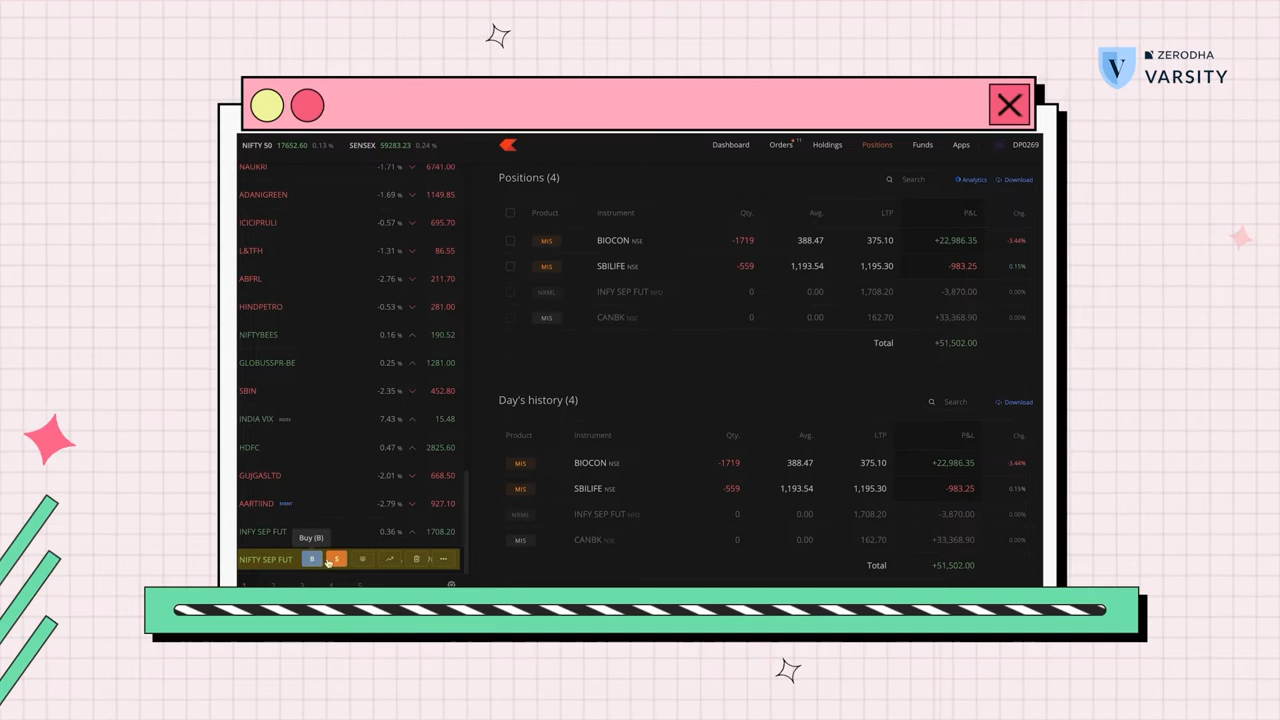 ZERODHA
VARSITY
NIFTY 50 17652.60 0.13 % SENSEX 59283.23 0.24 %
Dashboard Orders 11 Holdings Positions Funds Apps DP0269
NAUKRI -1.71 % 6741.00
ADANIGREEN -1.69 % 1149.85
ICICIPRULI -0.57 % 695.70
L&TFH -1.31 % 86.55
ABFRL -2.76 % 211.70
HINDPETRO -0.53 % 281.00
NIFTYBEES 0.16 % 190.52
GLOBUSSPR-BE 0.25 % 1281.00
SBIN -2.35 % 452.80
INDIA VIX INDEX 7.43 % 15.48
HDFC 0.47 % 2825.60
GUJGASLTD -2.01 % 668.50
AARTIIND EVENT -2.79 % 927.10
INFY SEP FUT 0.36 % 1708.20
Buy (B)
NIFTY SEP FUT B S
1 2 3 4 5
Positions (4) Search Analytics Download
Product Instrument Qty. Avg. LTP P&L Chg.
MIS BIOCON NSE -1719 388.47 375.10 +22,986.35 -3.44%
MIS SBILIFE NSE -559 1,193.54 1,195.30 -983.25 0.15%
NRML INFY SEP FUT NFO 0 0.00 1,708.20 -3,870.00 0.00%
MIS CANBK NSE 0 0.00 162.70 +33,368.90 0.00%
Total +51,502.00
Day's history (4) Search Download
Product Instrument Qty. Avg. LTP P&L Chg.
MIS BIOCON NSE -1719 388.47 375.10 +22,986.35 -3.44%
MIS SBILIFE NSE -559 1,193.54 1,195.30 -983.25 0.15%
NRML INFY SEP FUT NFO 0 0.00 1,708.20 -3,870.00 0.00%
MIS CANBK NSE 0 0.00 162.70 +33,368.90 0.00%
Total +51,502.00